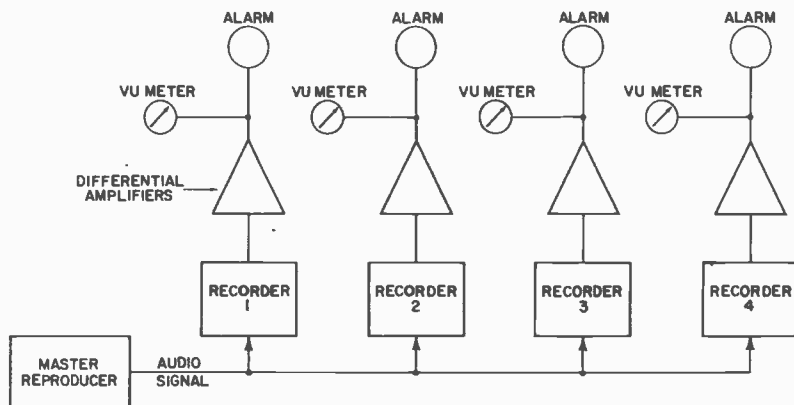 ALARM ALARM ALARM ALARM
VU METER VU METER VU METER VU METER
DIFFERENTIAL
AMPLIFIERS
RECORDER RECORDER RECORDER RECORDER
1 2 3 4
MASTER
REPRODUCER
AUDIO
SIGNAL